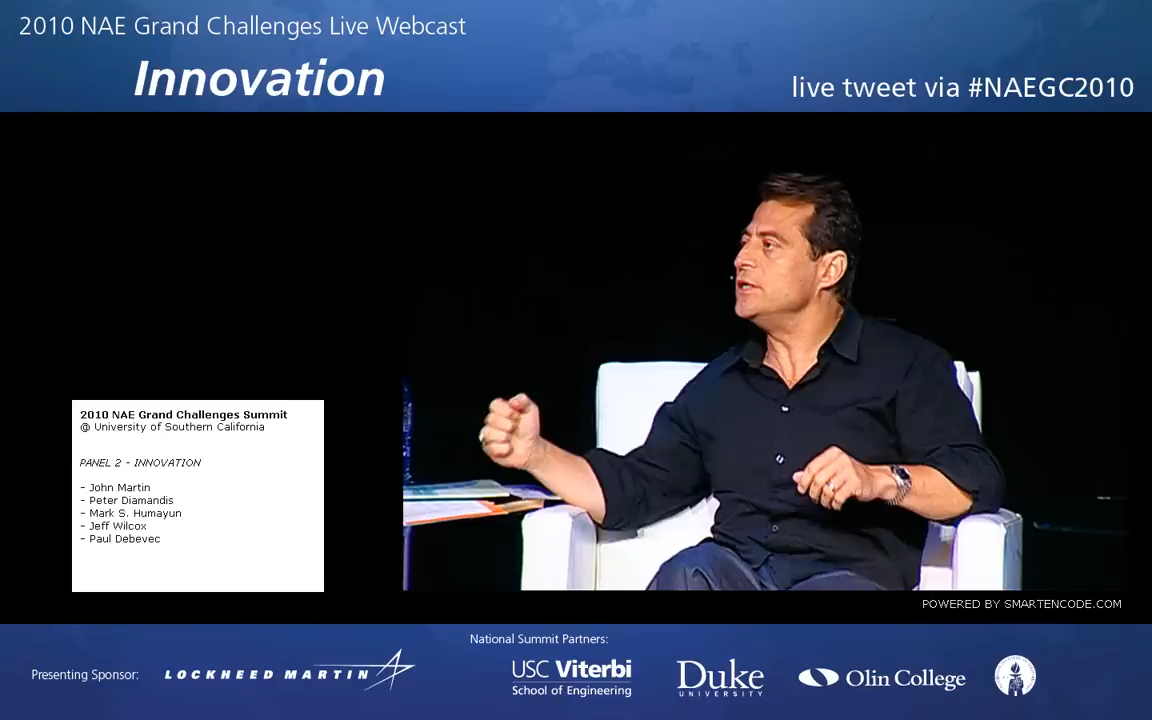 2010 NAE Grand Challenges Live Webcast
Innovation
live tweet via #NAEGC2010
2010 NAE Grand Challenges Summit
@ University of Southern California
PANEL 2 - INNOVATION
- John Martin
- Peter Diamandis
- Mark S. Humayun
- Jeff Wilcox
- Paul Debevec
POWERED BY SMARTENCODE.COM
National Summit Partners:
Presenting Sponsor:
LOCKHEED MARTIN
USC Viterbi
School of Engineering
Duke
UNIVERSITY
Olin College